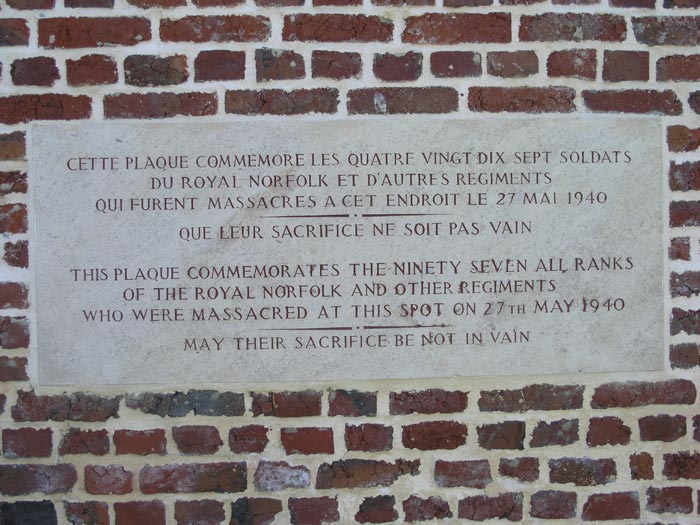 CETTE PLAQUE COMMEMORE LES QUATRE VINGT DIX SEPT SOLDATS
DU ROYAL NORFOLK ET D'AUTRES REGIMENTS
QUI FURENT MASSACRES A CET ENDROIT LE 27 MAI 1940
QUE LEUR SACRIFICE NE SOIT PAS VAIN
THIS PLAQUE COMMEMORATES THE NINETY SEVEN ALL RANKS
OF THE ROYAL NORFOLK AND OTHER REGIMENTS
WHO WERE MASSACRED AT THIS SPOT ON 27TH MAY 1940
MAY THEIR SACRIFICE BE NOT IN VAIN